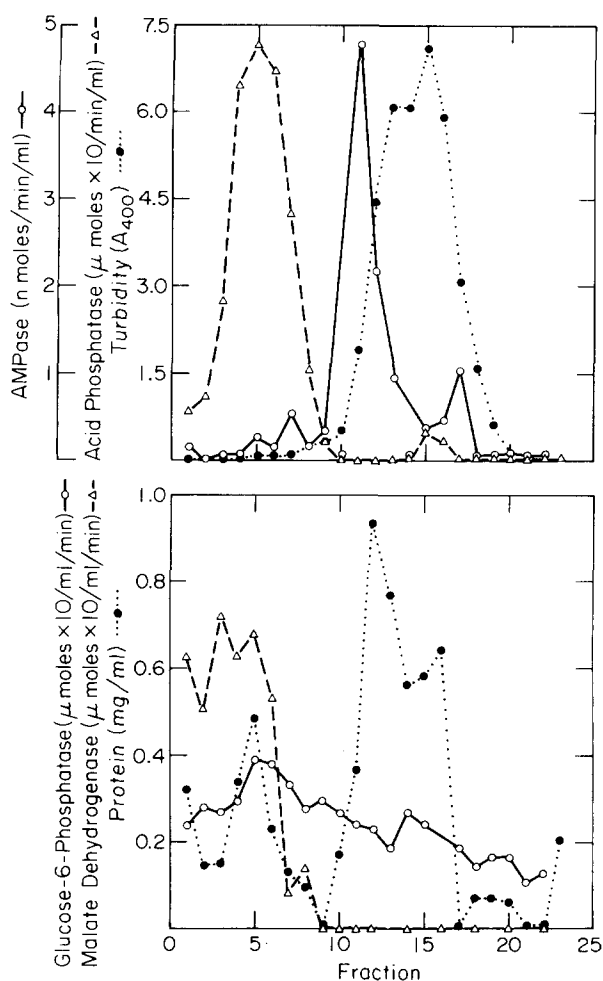 AMPase (n moles/min/ml) —○—
5
4
3
2
1
Acid Phosphatase (μ moles × 10/min/ml) –△–
Turbidity (A400) ···●···
7.5
6.0
4.5
3.0
1.5
Glucose-6-Phosphatase (μ moles × 10/ml/min) —○—
Malate Dehydrogenase (μ moles × 10/ml/min) –△–
Protein (mg/ml) ···●···
1.0
0.8
0.6
0.4
0.2
0 5 10 15 20 25
Fraction